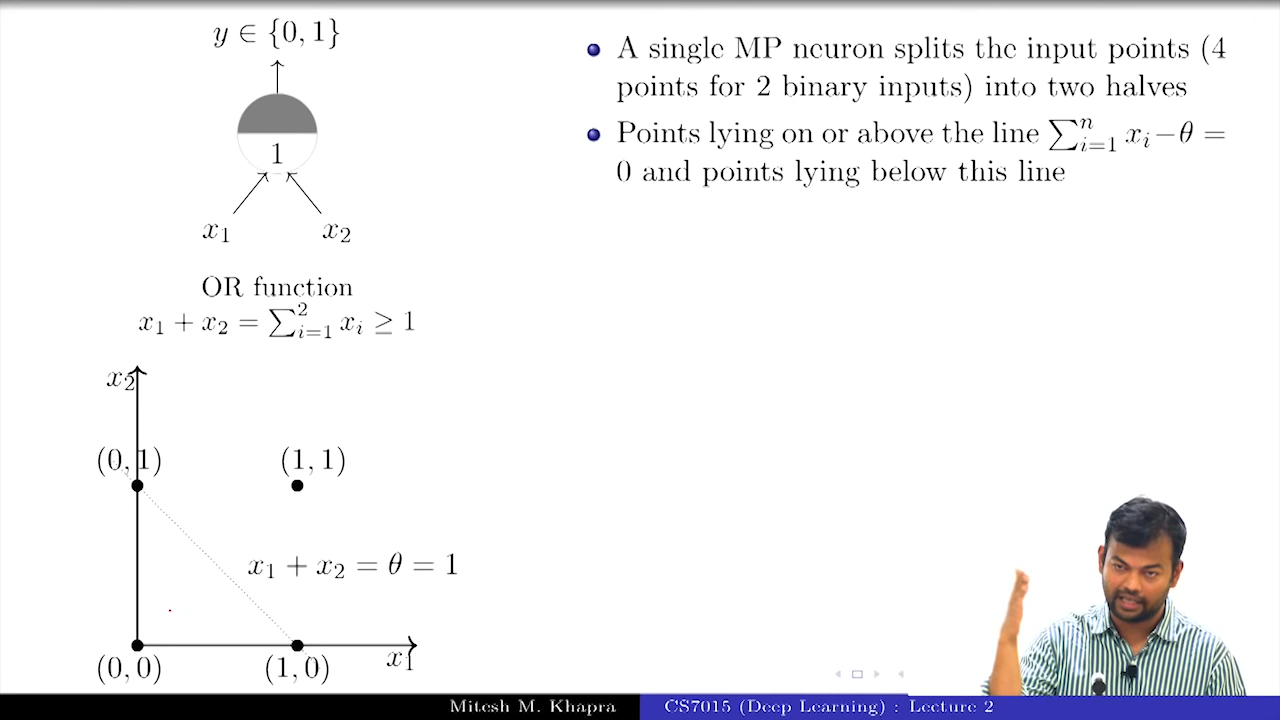 y ∈ {0, 1}
1
x₁ x₂
OR function
x₁ + x₂ = ∑²ᵢ₌₁ xᵢ ≥ 1
x₂
(0, 1) (1, 1)
x₁ + x₂ = θ = 1
x₁
(0, 0) (1, 0)
A single MP neuron splits the input points (4
points for 2 binary inputs) into two halves
Points lying on or above the line ∑ⁿᵢ₌₁ xᵢ−θ =
0 and points lying below this line
Mitesh M. Khapra CS7015 (Deep Learning) : Lecture 2